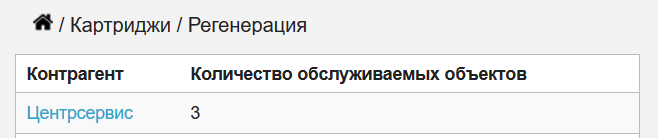 / Картриджи / Регенерация
Контрагент Количество обслуживаемых объектов
Центрсервис 3